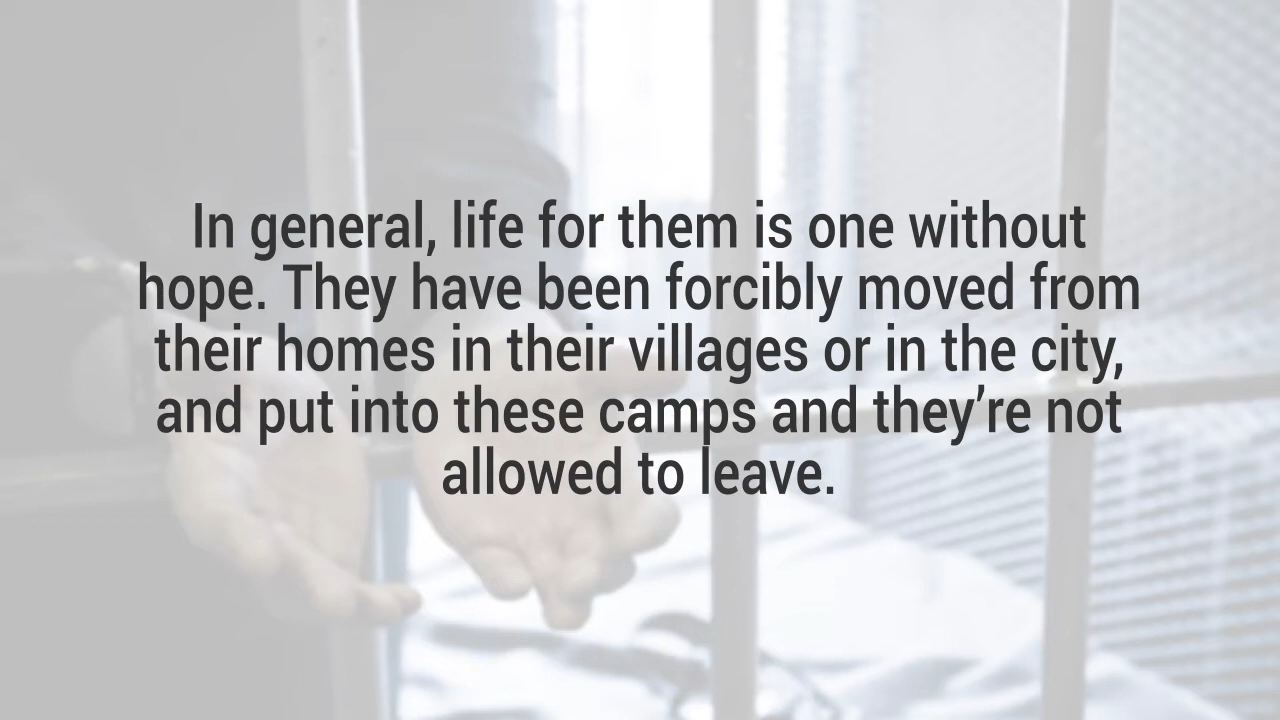 In general, life for them is one without
hope. They have been forcibly moved from
their homes in their villages or in the city,
and put into these camps and they’re not
allowed to leave.